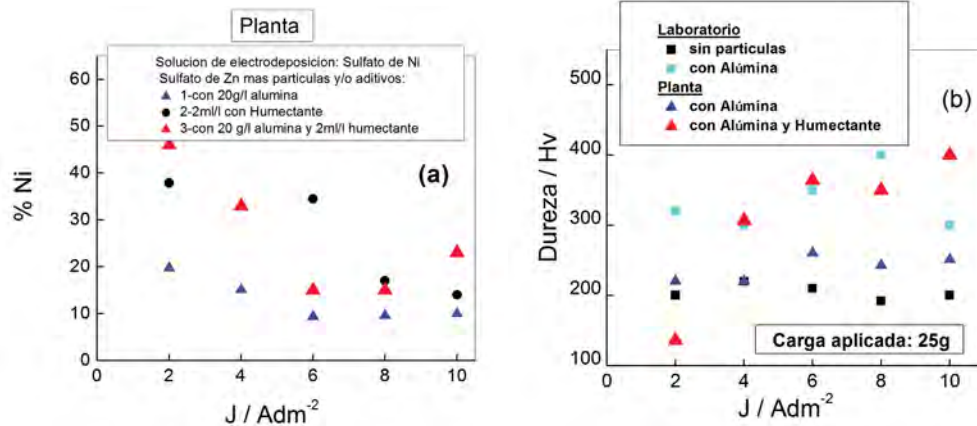 Planta
Solucion de electrodeposicion: Sulfato de Ni
Sulfato de Zn mas particulas y/o aditivos:
1-con 20g/l alumina
2-2ml/l con Humectante
3-con 20 g/l alumina y 2ml/l humectante
(a)
% Ni
60
50
40
30
20
10
0
0 2 4 6 8 10
J / Adm-2
Laboratorio
sin particulas
con Alúmina
Planta
con Alúmina
con Alúmina y Humectante
(b)
Dureza / Hv
500
400
300
200
100
Carga aplicada: 25g
0 2 4 6 8 10
J / Adm-2